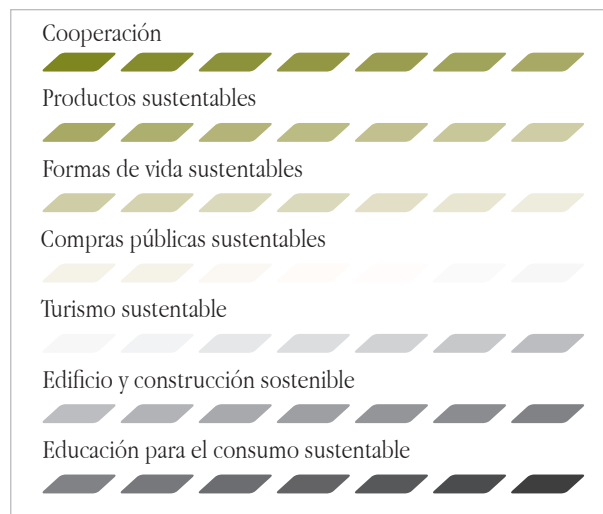 Cooperación
Productos sustentables
Formas de vida sustentables
Compras públicas sustentables
Turismo sustentable
Edificio y construcción sostenible
Educación para el consumo sustentable